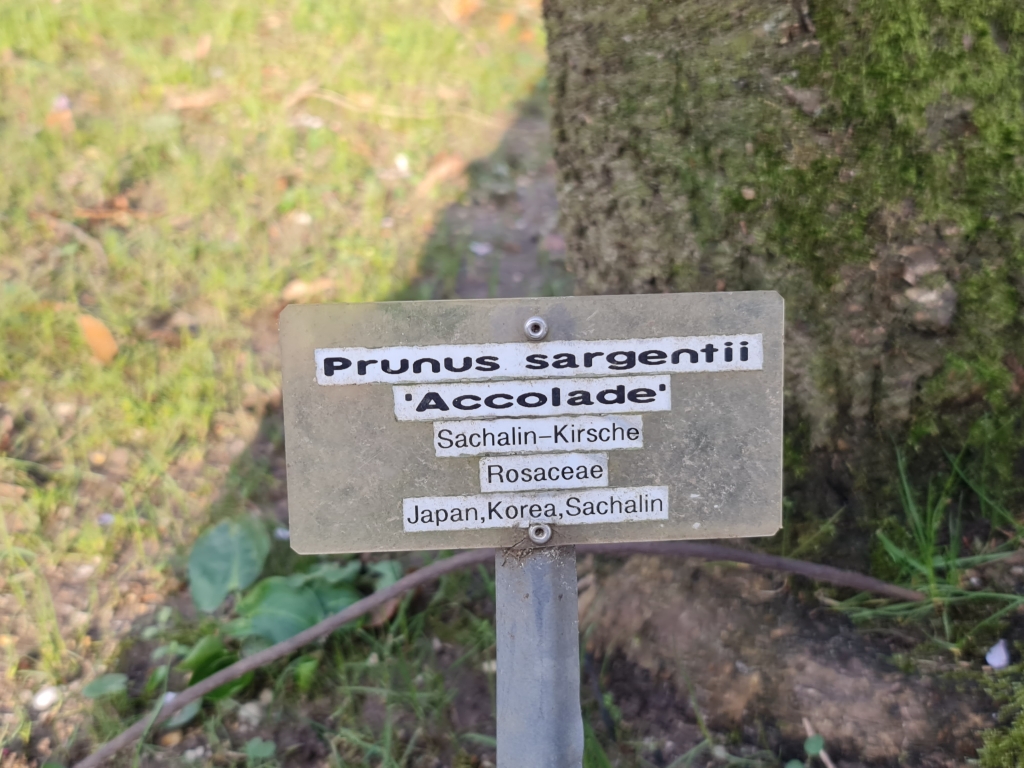 Prunus sargentii
'Accolade'
Sachalin-Kirsche
Rosaceae
Japan,Korea,Sachalin